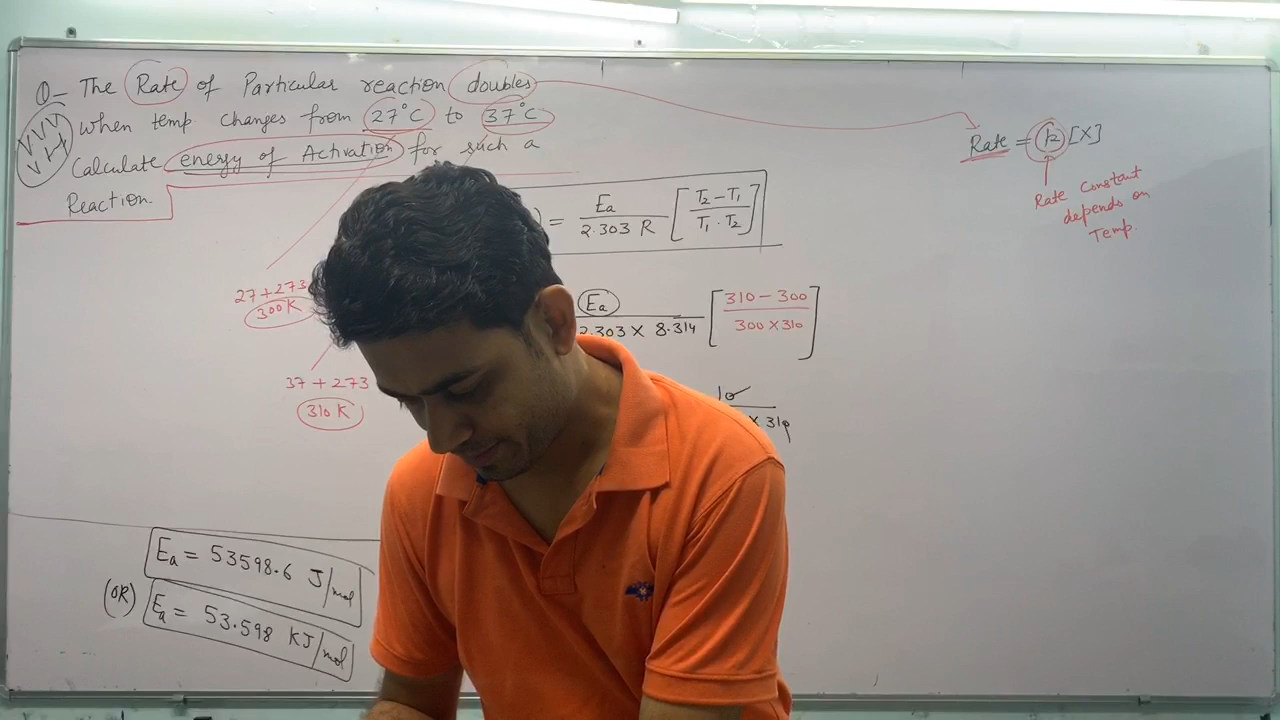 Q- The Rate of Particular reaction doubles
when temp changes from 27°C to 37°C
VVV
V.I
Calculate energy of Activation for such a
Reaction.
Rate = k [X]
Rate Constant
depends on
Temp.
) = Ea / 2.303 R [ T2 - T1 / T1 . T2 ]
27 + 273
300 K
Ea / 2.303 × 8.314 [ 310 - 300 / 300 × 310 ]
37 + 273
310 K
10
× 310
Ea = 53598.6 J/mol
(OR) Ea = 53.598 KJ/mol